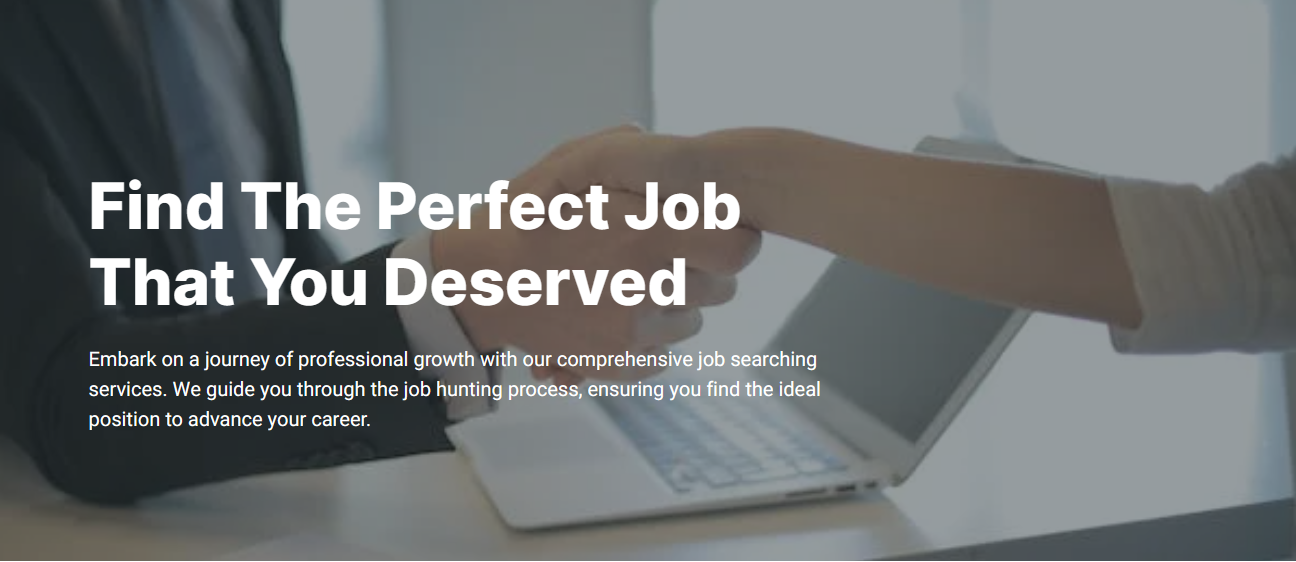 Find The Perfect Job
That You Deserved
Embark on a journey of professional growth with our comprehensive job searching
services. We guide you through the job hunting process, ensuring you find the ideal
position to advance your career.